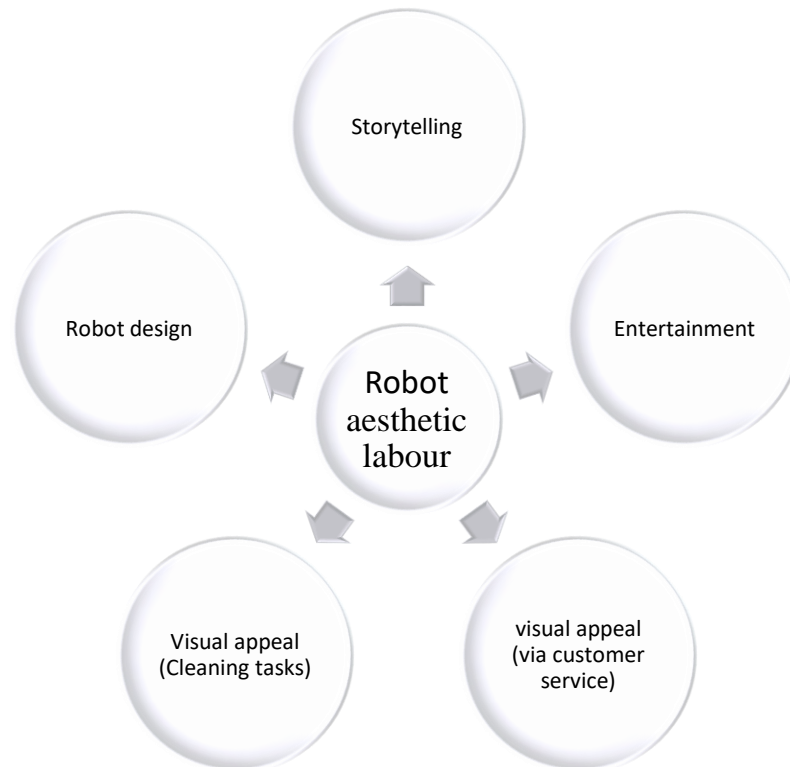 Storytelling
Robot design
Entertainment
Robot
aesthetic
labour
Visual appeal
(Cleaning tasks)
visual appeal
(via customer
service)